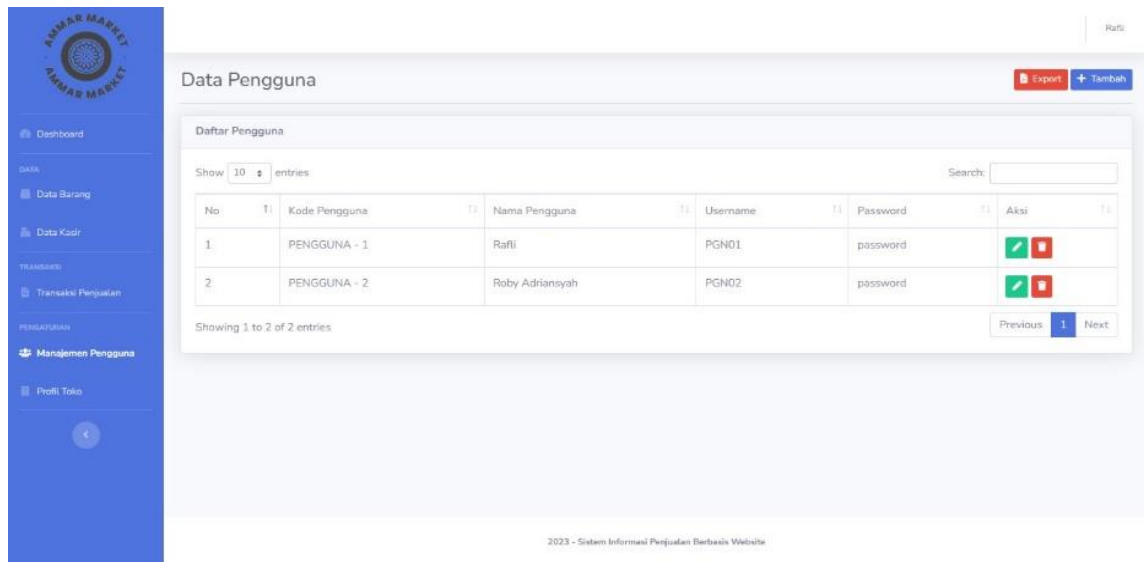 AMMAR MARKET
AMMAR MARKET
Rafli
Dashboard
DATA
Data Barang
Data Kasir
TRANSAKSI
Transaksi Penjualan
PENGATURAN
Manajemen Pengguna
Profil Toko
Data Pengguna
Export
+ Tambah
Daftar Pengguna
Show 10 entries
Search:
No Kode Pengguna Nama Pengguna Username Password Aksi
1 PENGGUNA - 1 Rafli PGN01 password
2 PENGGUNA - 2 Roby Adriansyah PGN02 password
Showing 1 to 2 of 2 entries
Previous 1 Next
2023 - Sistem Informasi Penjualan Berbasis Website